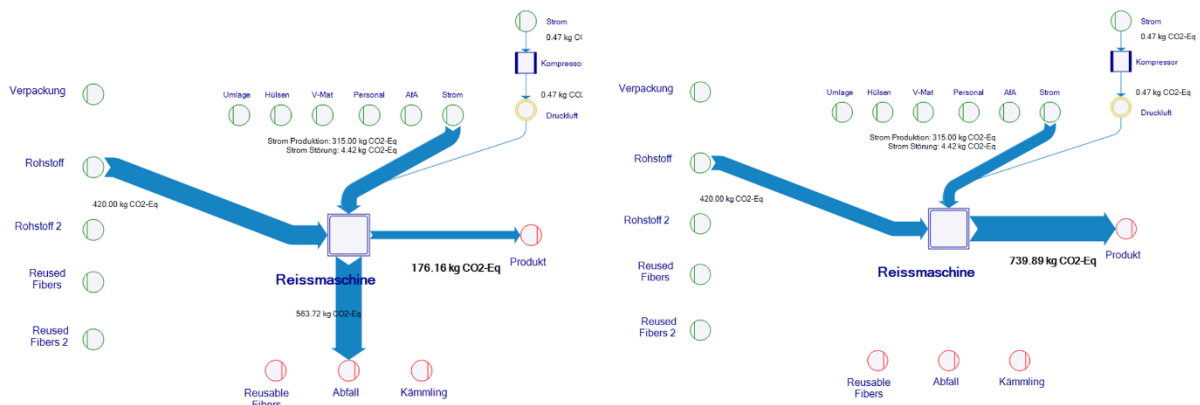 Strom
0.47 kg CO
Kompressor
0.47 kg CO2
Druckluft
Verpackung
Umlage
Hülsen
V-Mat
Personal
AfA
Strom
Strom Produktion: 315.00 kg CO2-Eq
Strom Störung: 4.42 kg CO2-Eq
Rohstoff
420.00 kg CO2-Eq
Rohstoff 2
176.16 kg CO2-Eq
Produkt
Reissmaschine
Reused
Fibers
563.72 kg CO2-Eq
Reused
Fibers 2
Reusable
Fibers
Abfall
Kämmling
Strom
0.47 kg CO2-Eq
Kompressor
0.47 kg CO2-Eq
Druckluft
Verpackung
Umlage
Hülsen
V-Mat
Personal
AfA
Strom
Strom Produktion: 315.00 kg CO2-Eq
Strom Störung: 4.42 kg CO2-Eq
Rohstoff
420.00 kg CO2-Eq
Rohstoff 2
739.89 kg CO2-Eq
Produkt
Reissmaschine
Reused
Fibers
Reused
Fibers 2
Reusable
Fibers
Abfall
Kämmling